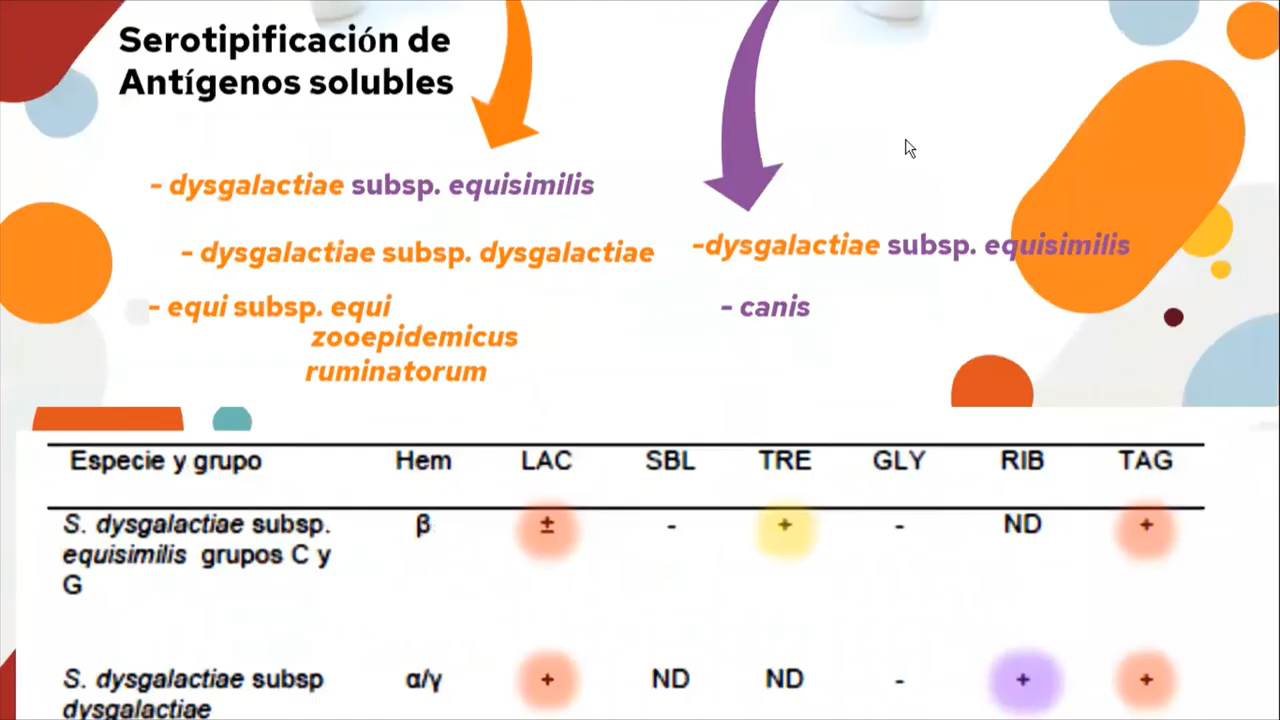 Serotipificación de
Antígenos solubles
- dysgalactiae subsp. equisimilis
- dysgalactiae subsp. dysgalactiae
- equi subsp. equi
zooepidemicus
ruminatorum
-dysgalactiae subsp. equisimilis
- canis
Especie y grupo Hem LAC SBL TRE GLY RIB TAG
S. dysgalactiae subsp. β ± - + - ND +
equisimilis grupos C y
G
S. dysgalactiae subsp α/γ + ND ND - + +
dysgalactiae